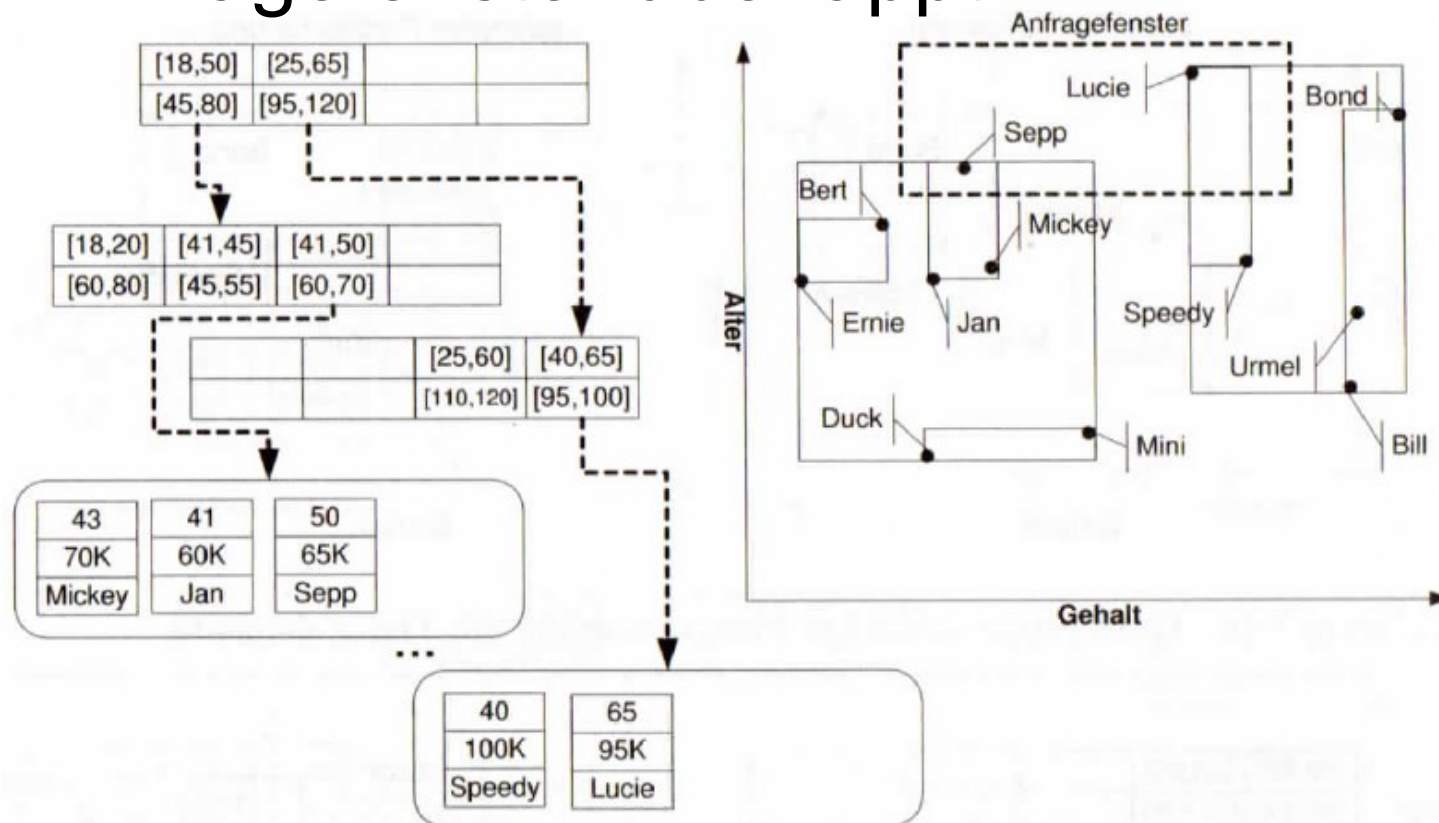 [18,50] [25,65]
[45,80] [95,120]
[18,20] [41,45] [41,50]
[60,80] [45,55] [60,70]
[25,60] [40,65]
[110,120] [95,100]
43 41 50
70K 60K 65K
Mickey Jan Sepp
...
40 65
100K 95K
Speedy Lucie
Anfragefenster
Lucie
Bond
Sepp
Bert
Mickey
Alter
Ernie
Jan
Speedy
Urmel
Duck
Mini
Bill
Gehalt